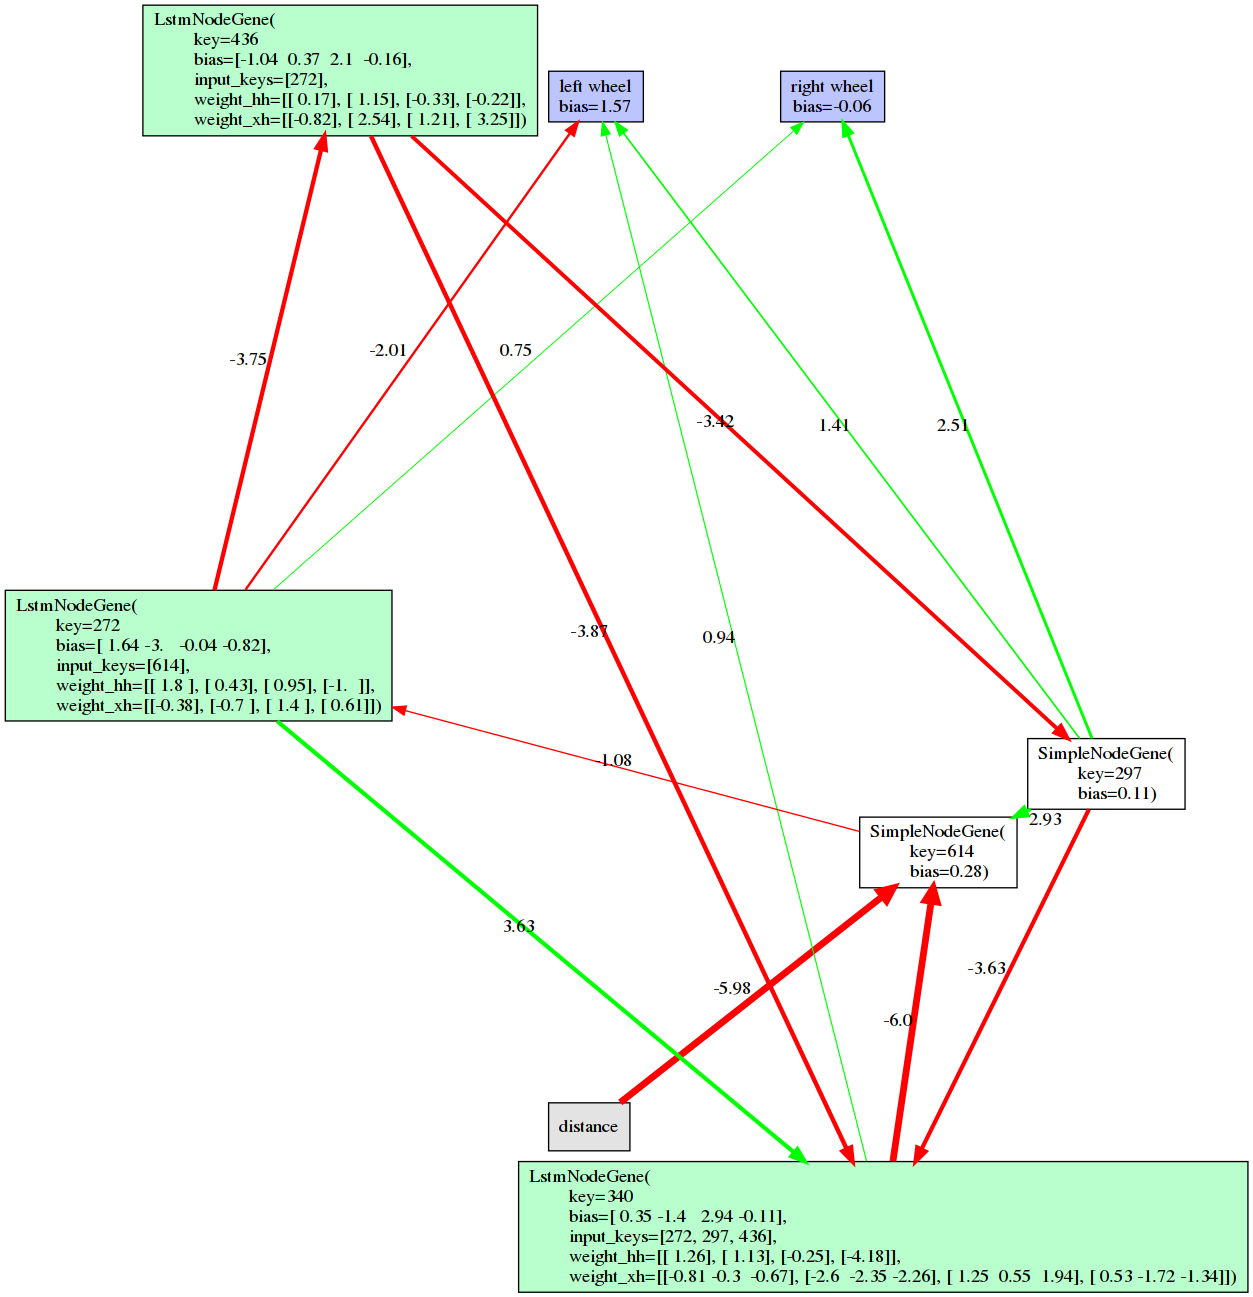 LstmNodeGene(
key=436
bias=[-1.04 0.37 2.1 -0.16],
input_keys=[272],
weight_hh=[[ 0.17], [ 1.15], [-0.33], [-0.22]],
weight_xh=[[-0.82], [ 2.54], [ 1.21], [ 3.25]])
left wheel
bias=1.57
right wheel
bias=-0.06
-3.75
-2.01
0.75
-3.42
1.41
2.51
LstmNodeGene(
key=272
bias=[ 1.64 -3. -0.04 -0.82],
input_keys=[614],
weight_hh=[[ 1.8 ], [ 0.43], [ 0.95], [-1. ]],
weight_xh=[[-0.38], [-0.7 ], [ 1.4 ], [ 0.61]])
-3.87
0.94
-1.08
SimpleNodeGene(
key=297
bias=0.11)
2.93
SimpleNodeGene(
key=614
bias=0.28)
3.63
-5.98
-6.0
-3.63
distance
LstmNodeGene(
key=340
bias=[ 0.35 -1.4 2.94 -0.11],
input_keys=[272, 297, 436],
weight_hh=[[ 1.26], [ 1.13], [-0.25], [-4.18]],
weight_xh=[[-0.81 -0.3 -0.67], [-2.6 -2.35 -2.26], [ 1.25 0.55 1.94], [ 0.53 -1.72 -1.34]])